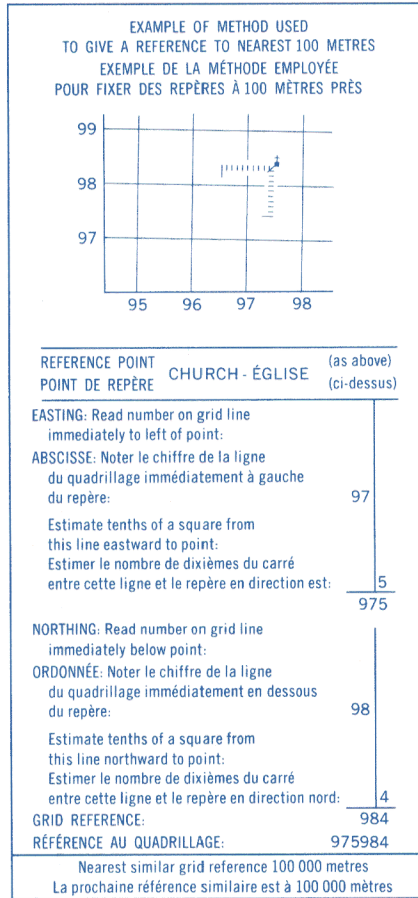 EXAMPLE OF METHOD USED
TO GIVE A REFERENCE TO NEAREST 100 METRES
EXEMPLE DE LA MÉTHODE EMPLOYÉE
POUR FIXER DES REPÈRES À 100 MÈTRES PRÈS
99
98
97
95 96 97 98
REFERENCE POINT
POINT DE REPÈRE
CHURCH - ÉGLISE
(as above)
(ci-dessus)
EASTING: Read number on grid line
immediately to left of point:
ABSCISSE: Noter le chiffre de la ligne
du quadrillage immédiatement à gauche
du repère: 97
Estimate tenths of a square from
this line eastward to point:
Estimer le nombre de dixièmes du carré
entre cette ligne et le repère en direction est: 5
975
NORTHING: Read number on grid line
immediately below point:
ORDONNÉE: Noter le chiffre de la ligne
du quadrillage immédiatement en dessous
du repère: 98
Estimate tenths of a square from
this line northward to point:
Estimer le nombre de dixièmes du carré
entre cette ligne et le repère en direction nord: 4
GRID REFERENCE: 984
RÉFÉRENCE AU QUADRILLAGE: 975984
Nearest similar grid reference 100 000 metres
La prochaine référence similaire est à 100 000 mètres